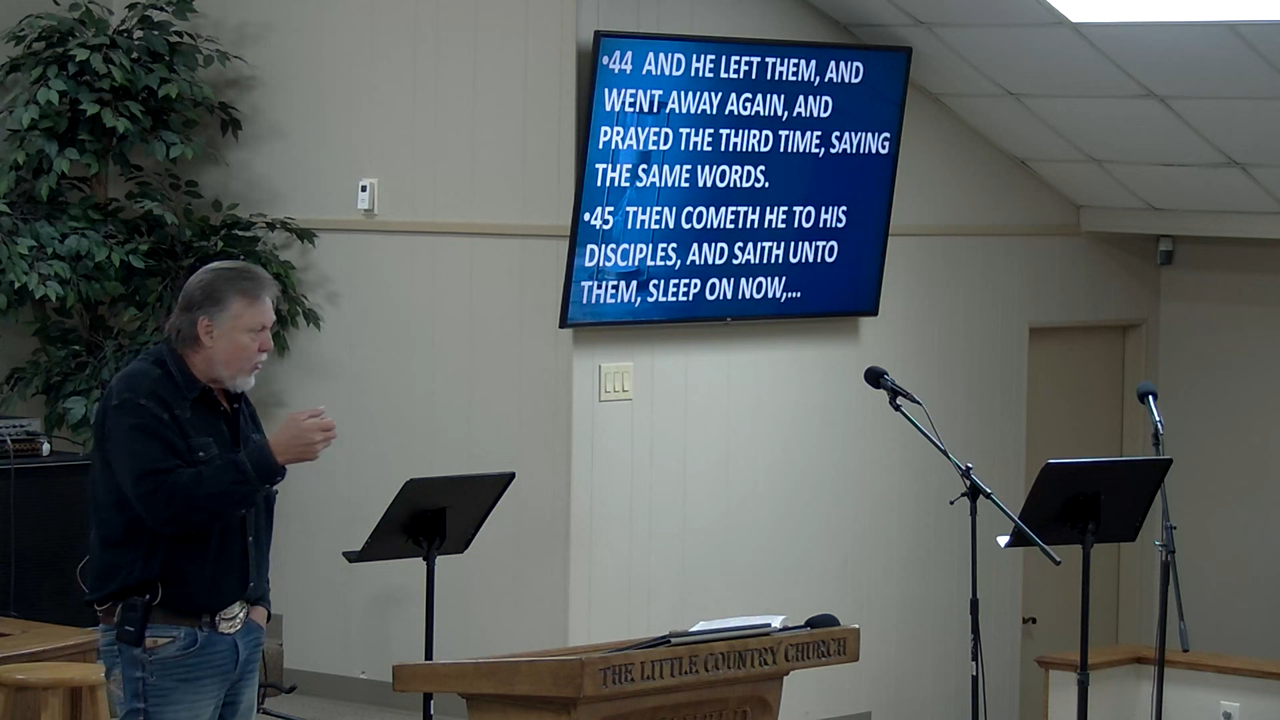 •44 AND HE LEFT THEM, AND
WENT AWAY AGAIN, AND
PRAYED THE THIRD TIME, SAYING
THE SAME WORDS.
•45 THEN COMETH HE TO HIS
DISCIPLES, AND SAITH UNTO
THEM, SLEEP ON NOW,...
THE LITTLE COUNTRY CHURCH